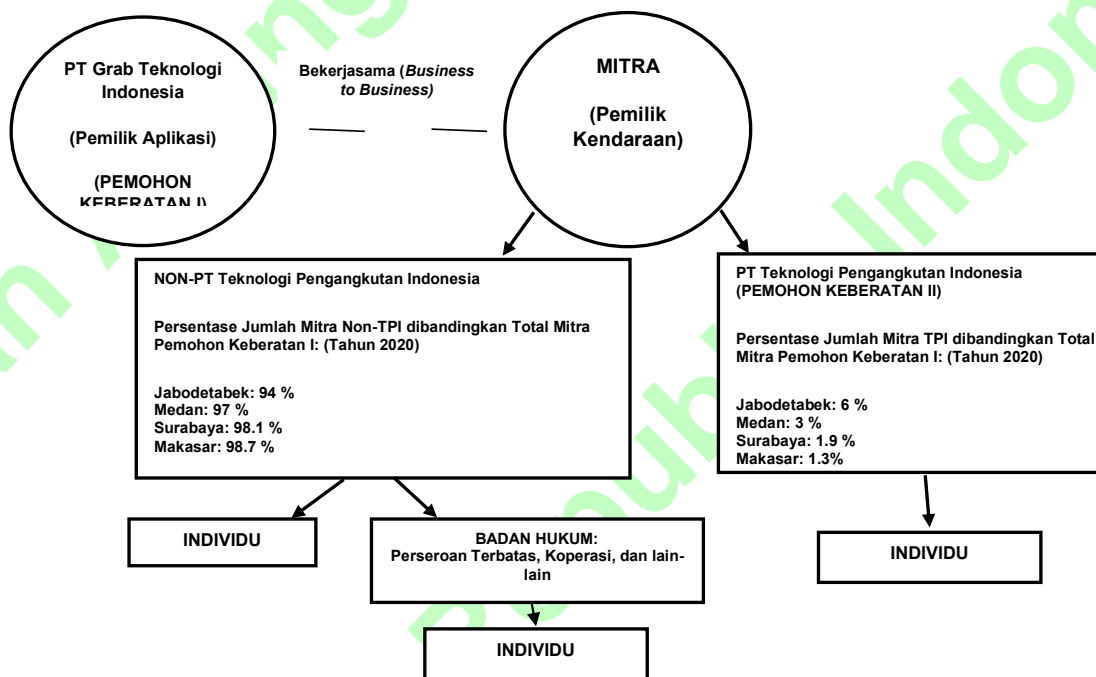 PT Grab Teknologi
Indonesia
(Pemilik Aplikasi)
(PEMOHON
KEBERATAN I)
Bekerjasama (Business
to Business)
MITRA
(Pemilik
Kendaraan)
NON-PT Teknologi Pengangkutan Indonesia
Persentase Jumlah Mitra Non-TPI dibandingkan Total Mitra
Pemohon Keberatan I: (Tahun 2020)
Jabodetabek: 94 %
Medan: 97 %
Surabaya: 98.1 %
Makasar: 98.7 %
PT Teknologi Pengangkutan Indonesia
(PEMOHON KEBERATAN II)
Persentase Jumlah Mitra TPI dibandingkan Total
Mitra Pemohon Keberatan I: (Tahun 2020)
Jabodetabek: 6 %
Medan: 3 %
Surabaya: 1.9 %
Makasar: 1.3%
INDIVIDU
BADAN HUKUM:
Perseroan Terbatas, Koperasi, dan lain-
lain
INDIVIDU
INDIVIDU